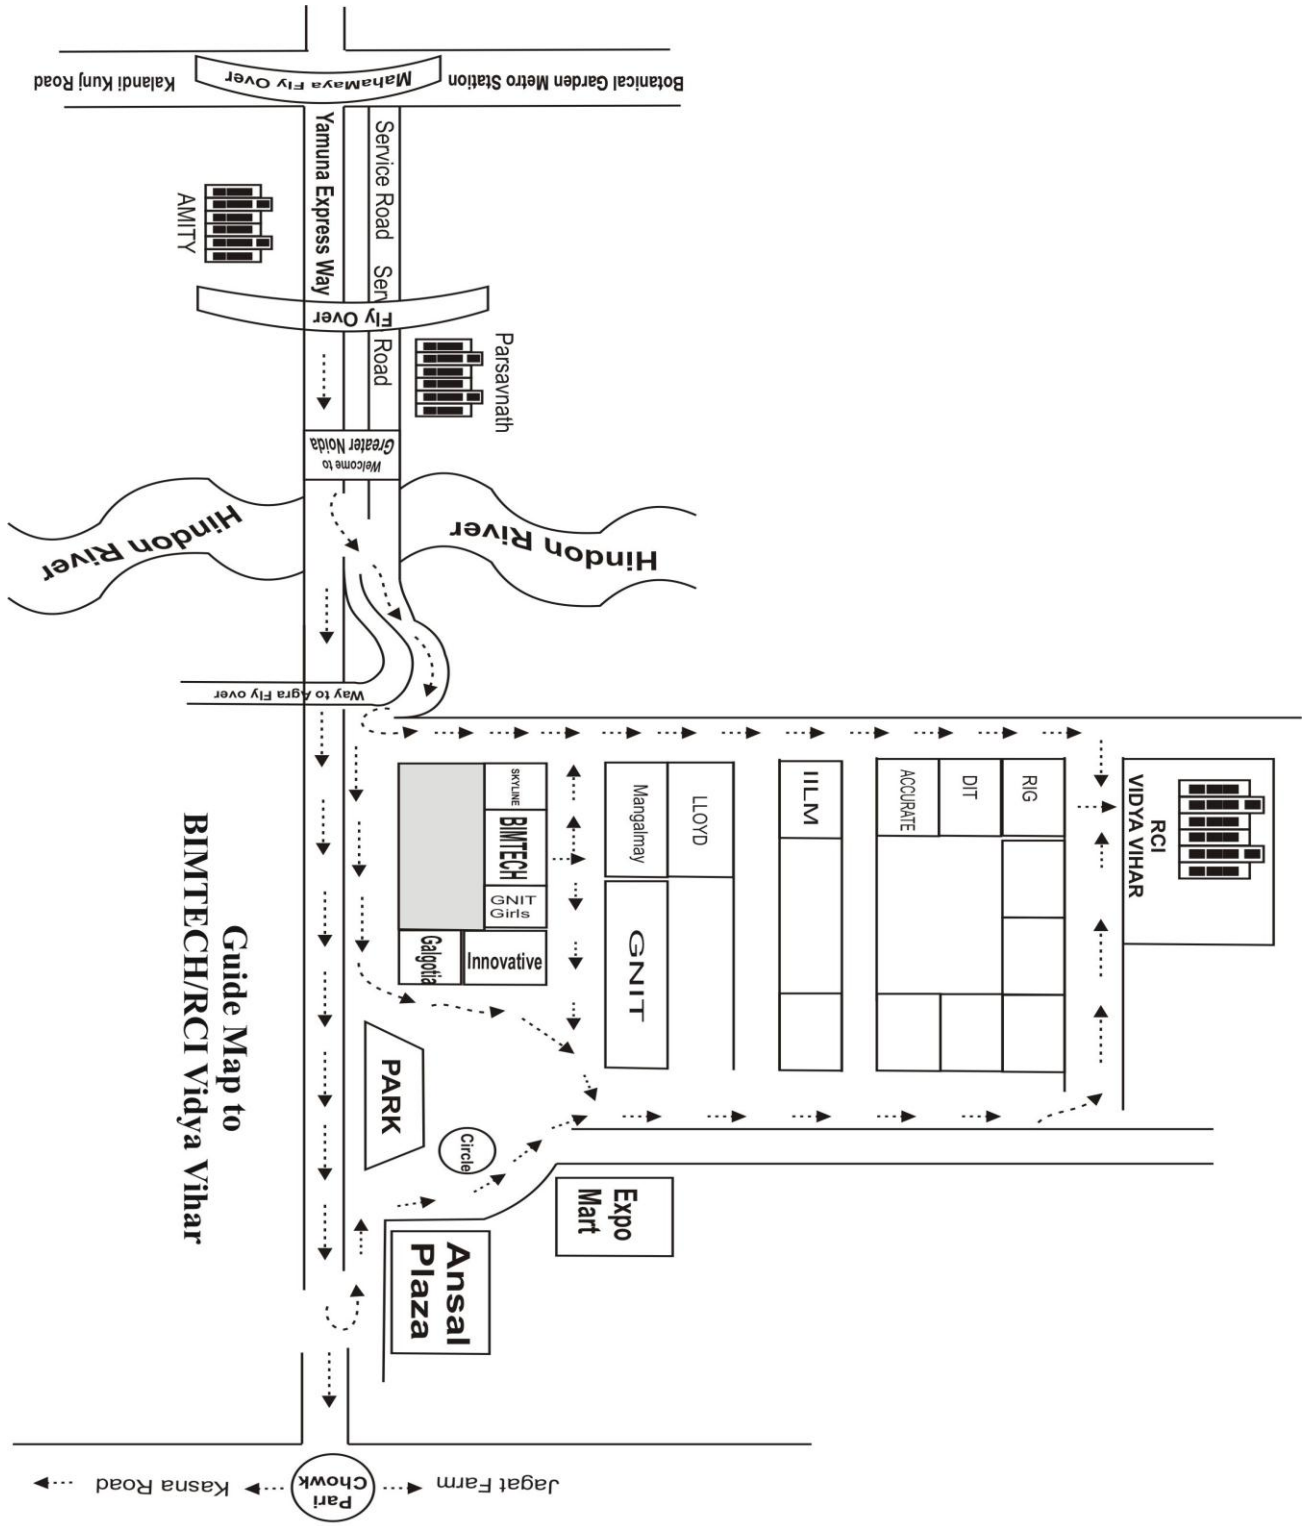 Kalandi Kunj Road
MahaMaya Fly Over
Botanical Garden Metro Station
Yamuna Express Way
Service Road
Serv
Road
AMITY
Fly Over
Parsavnath
Welcome to
Greater Noida
Hindon River
Hindon River
Way to Agra Fly over
SKYLINE
BIMTECH
GNIT
Girls
Galgotia
Innovative
Mangalmay
LLOYD
GNIT
IILM
ACCURATE
DIT
RIG
RCI
VIDYA VIHAR
PARK
Circle
Expo
Mart
Ansal
Plaza
Guide Map to
BIMTECH/RCI Vidya Vihar
Pari
Chowk
Kasna Road
Jagat Farm